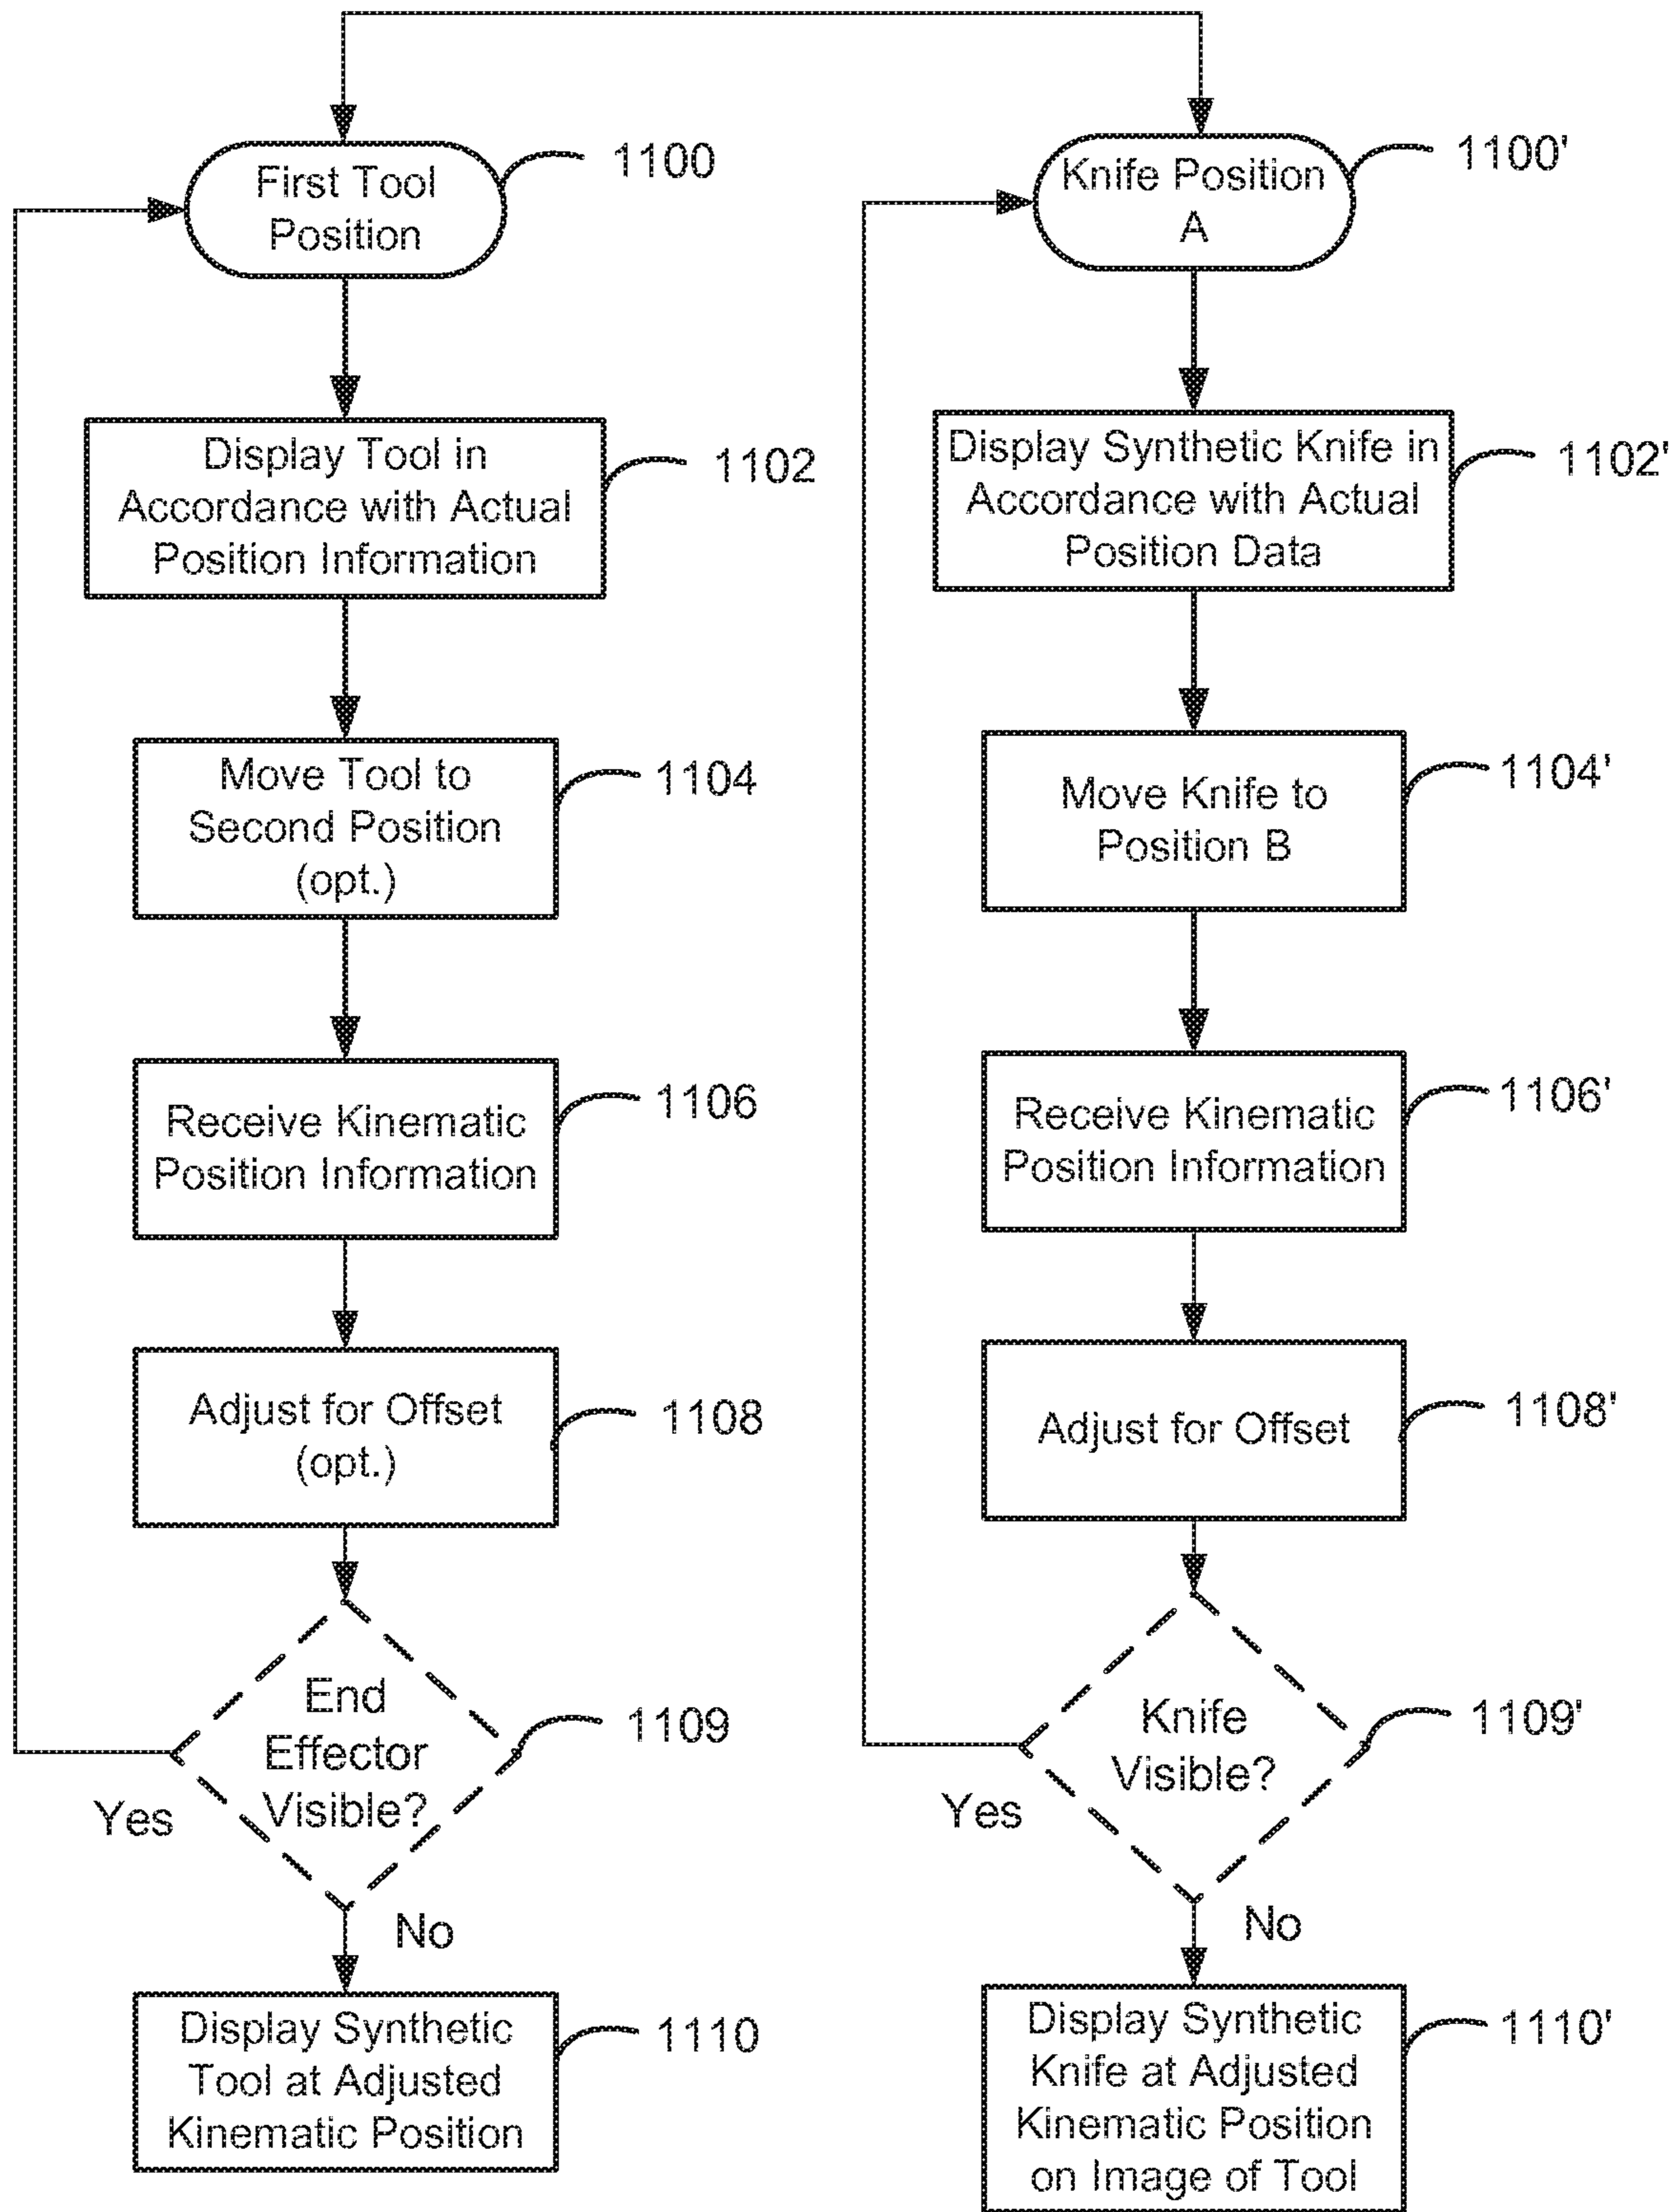 First Tool
Position
1100
Display Tool in
Accordance with Actual
Position Information
1102
Move Tool to
Second Position
(opt.)
1104
Receive Kinematic
Position Information
1106
Adjust for Offset
(opt.)
1108
End
Effector
Visible?
1109
Yes
No
Display Synthetic
Tool at Adjusted
Kinematic Position
1110
Knife Position
A
1100'
Display Synthetic Knife in
Accordance with Actual
Position Data
1102'
Move Knife to
Position B
1104'
Receive Kinematic
Position Information
1106'
Adjust for Offset
1108'
Knife
Visible?
1109'
Yes
No
Display Synthetic
Knife at Adjusted
Kinematic Position
on Image of Tool
1110'